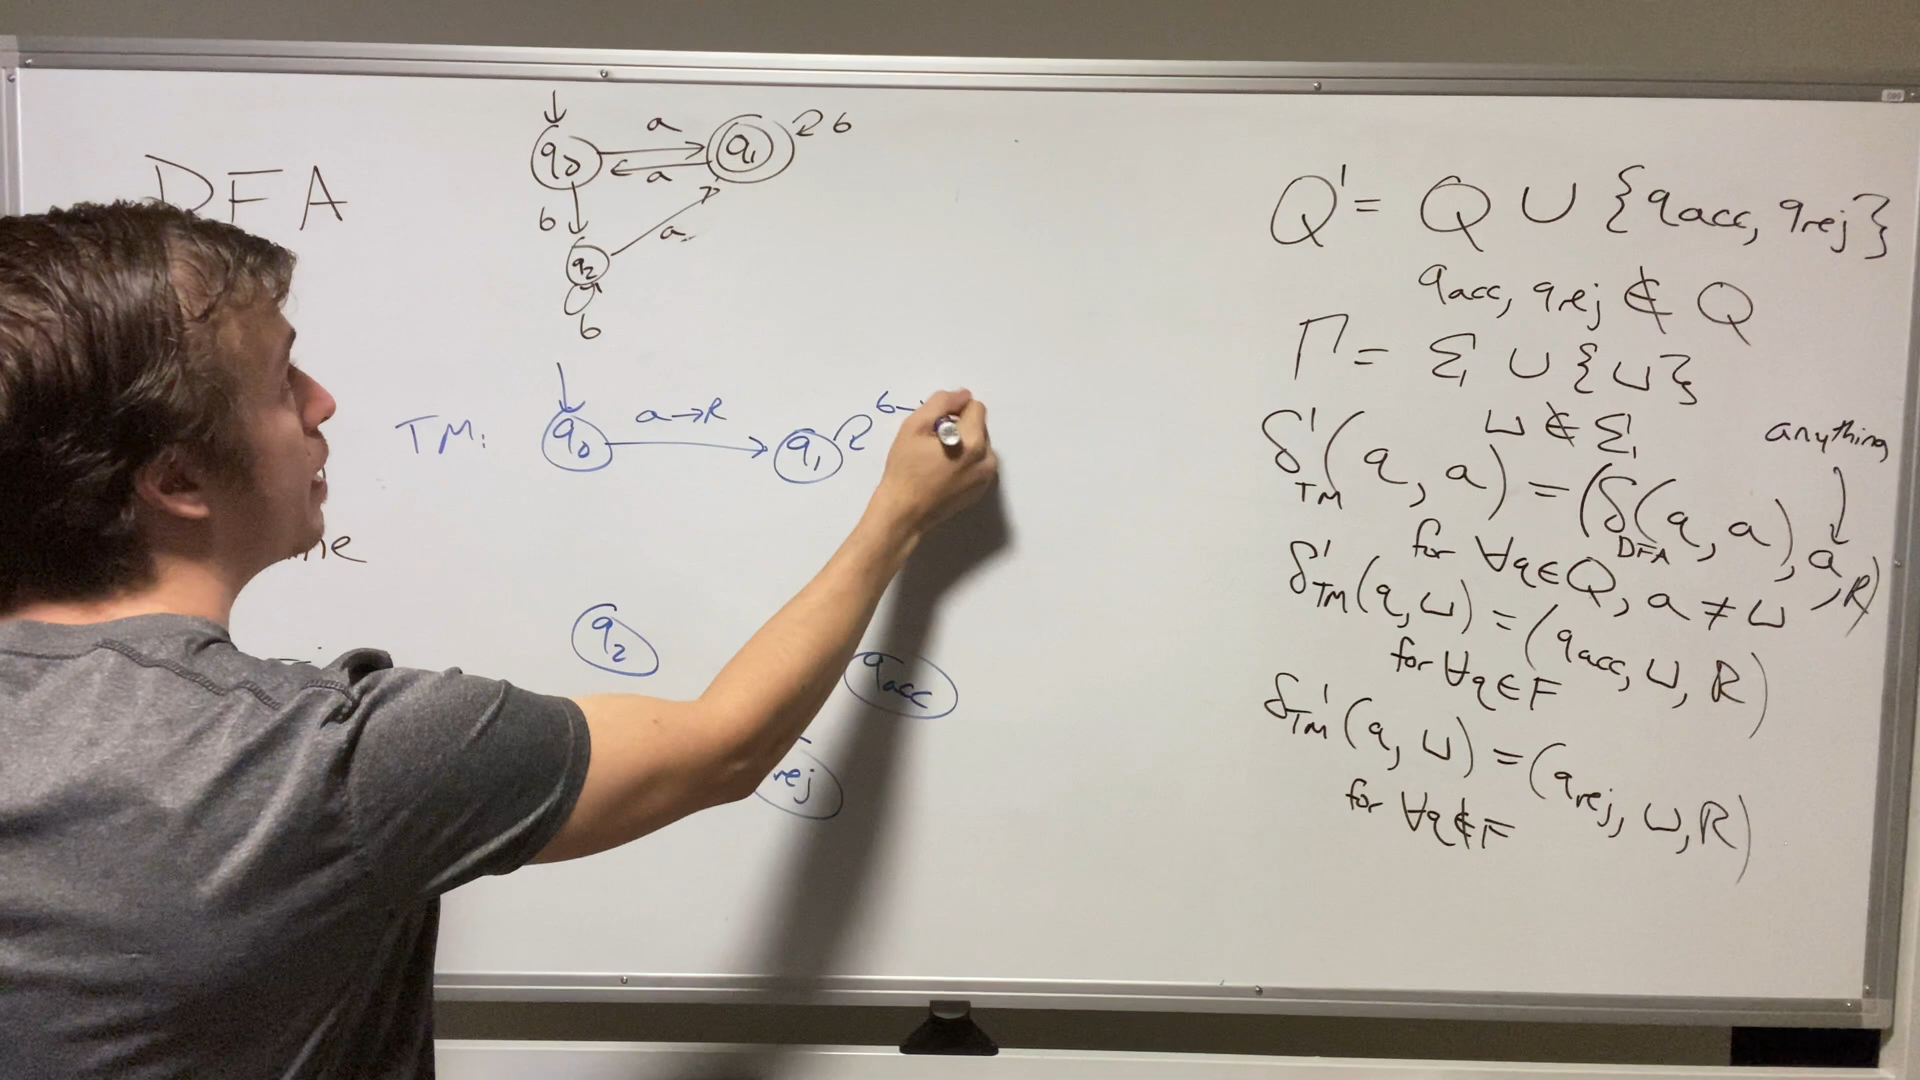 DFA
a
q0
q1
b
a
b
a
q2
b
TM:
q0
a→R
q1
b→
q2
qacc
rej
Q' = Q ∪ {qacc, qrej}
qacc, qrej ∉ Q
Γ = Σ ∪ {⊔}
⊔ ∉ Σ
anything
δ'TM(q, a) = (δDFA(q, a), a, R)
for ∀q∈Q, a ≠ ⊔
δ'TM(q, ⊔) = (qacc, ⊔, R)
for ∀q∈F
δ'TM(q, ⊔) = (qrej, ⊔, R)
for ∀q∉F